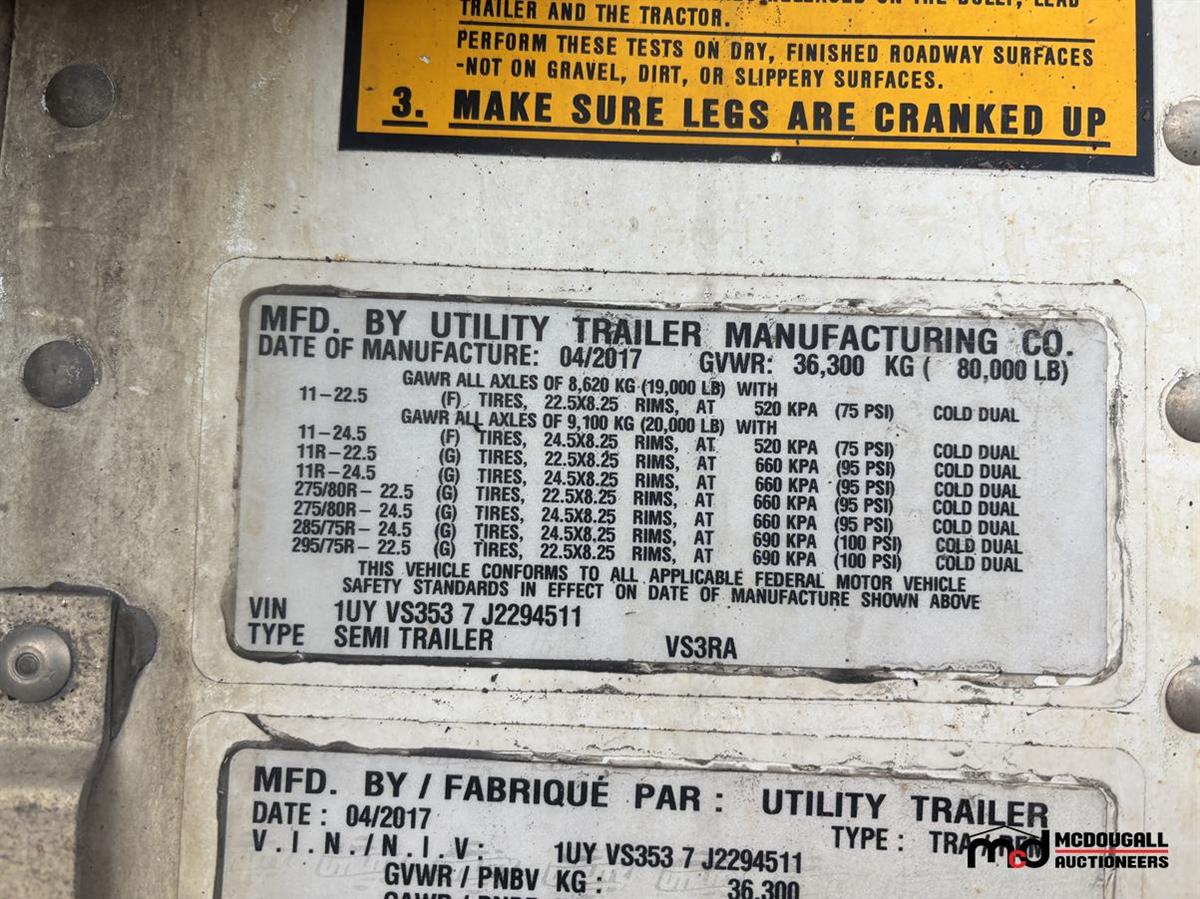 TRAILER AND THE TRACTOR.
PERFORM THESE TESTS ON DRY, FINISHED ROADWAY SURFACES
-NOT ON GRAVEL, DIRT, OR SLIPPERY SURFACES.
3. MAKE SURE LEGS ARE CRANKED UP
MFD. BY UTILITY TRAILER MANUFACTURING CO.
DATE OF MANUFACTURE: 04/2017 GVWR: 36,300 KG ( 80,000 LB)
GAWR ALL AXLES OF 8,620 KG (19,000 LB) WITH
11-22.5 (F) TIRES, 22.5X8.25 RIMS, AT 520 KPA (75 PSI) COLD DUAL
GAWR ALL AXLES OF 9,100 KG (20,000 LB) WITH
11-24.5 (F) TIRES, 24.5X8.25 RIMS, AT 520 KPA (75 PSI) COLD DUAL
11R-22.5 (G) TIRES, 22.5X8.25 RIMS, AT 660 KPA (95 PSI) COLD DUAL
11R-24.5 (G) TIRES, 24.5X8.25 RIMS, AT 660 KPA (95 PSI) COLD DUAL
275/80R- 22.5 (G) TIRES, 22.5X8.25 RIMS, AT 660 KPA (95 PSI) COLD DUAL
275/80R- 24.5 (G) TIRES, 24.5X8.25 RIMS, AT 660 KPA (95 PSI) COLD DUAL
285/75R- 24.5 (G) TIRES, 24.5X8.25 RIMS, AT 690 KPA (100 PSI) COLD DUAL
295/75R- 22.5 (G) TIRES, 22.5X8.25 RIMS, AT 690 KPA (100 PSI) COLD DUAL
THIS VEHICLE CONFORMS TO ALL APPLICABLE FEDERAL MOTOR VEHICLE
SAFETY STANDARDS IN EFFECT ON DATE OF MANUFACTURE SHOWN ABOVE
VIN 1UY VS353 7 J2294511
TYPE SEMI TRAILER VS3RA
MFD. BY / FABRIQUÉ PAR : UTILITY TRAILER
DATE : 04/2017 TYPE :
V.I.N./N.I.V: 1UY VS353 7 J2294511
GVWR / PNBV KG : 36,300
mcd MCDOUGALL
AUCTIONEERS